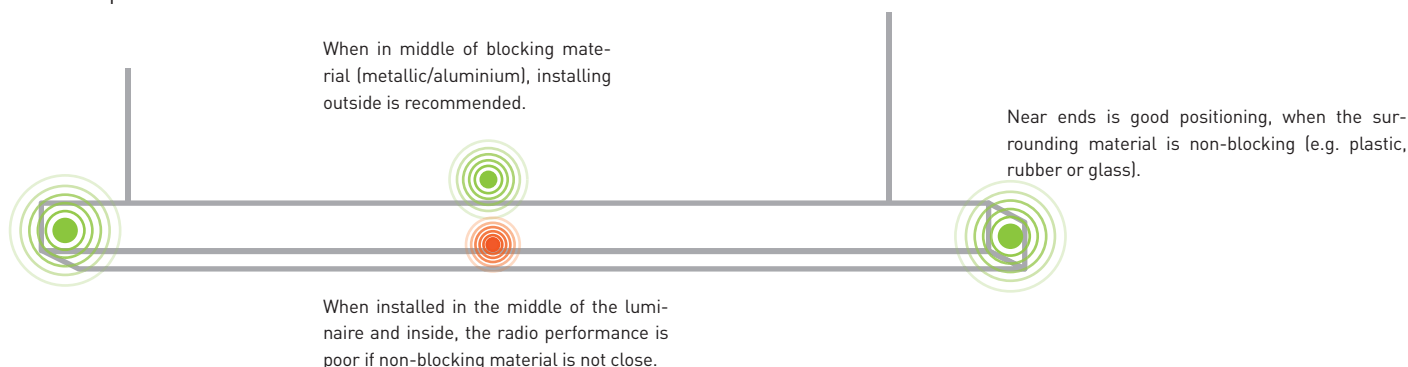 When in middle of blocking mate-
rial (metallic/aluminium), installing
outside is recommended.
Near ends is good positioning, when the sur-
rounding material is non-blocking (e.g. plastic,
rubber or glass).
When installed in the middle of the lumi-
naire and inside, the radio performance is
poor if non-blocking material is not close.